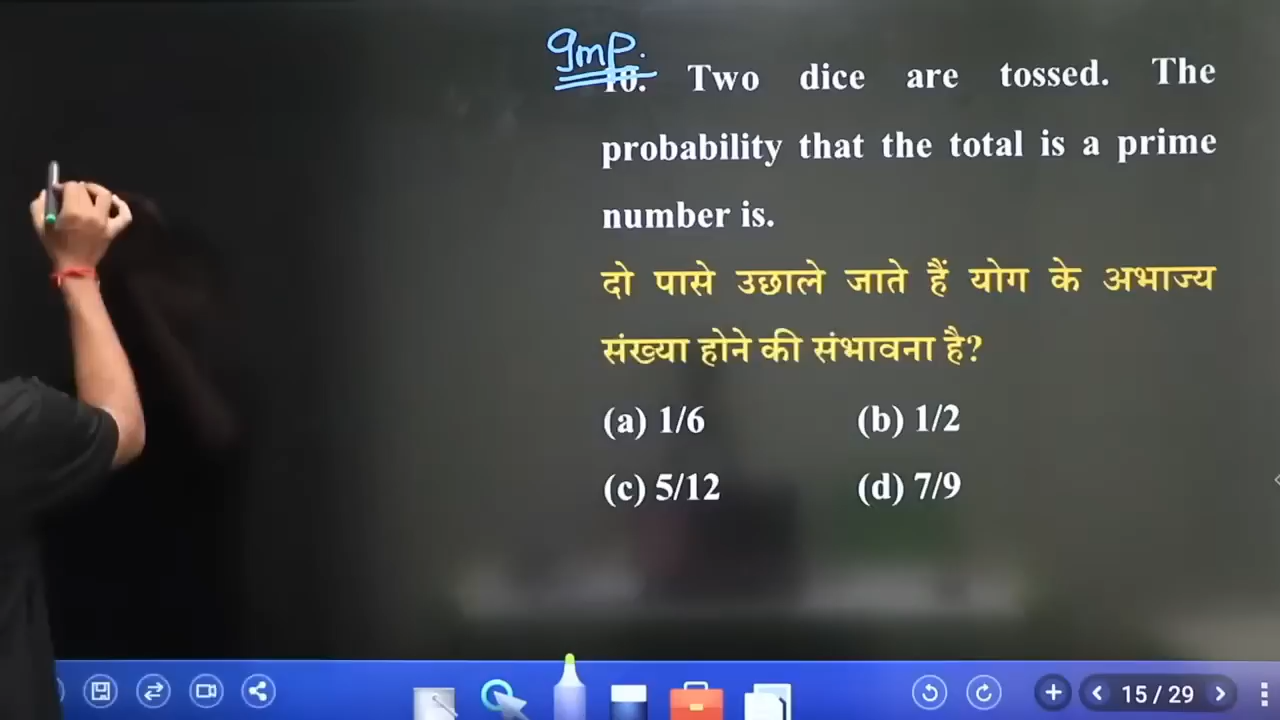 Imp.
10. Two dice are tossed. The
probability that the total is a prime
number is.
दो पासे उछाले जाते हैं योग के अभाज्य
संख्या होने की संभावना है?
(a) 1/6 (b) 1/2
(c) 5/12 (d) 7/9
15 / 29